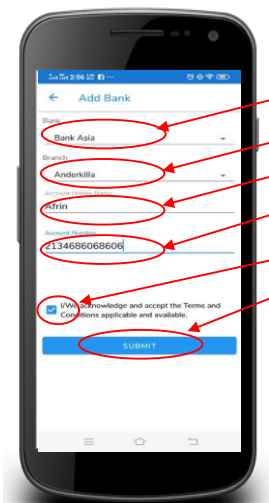 2:56
← Add Bank
Bank
Bank Asia
Branch
Anderkilla
Account Holder Name
Afrin
Account Number
2134686068606
I/We acknowledge and accept the Terms and
Conditions applicable and available.
SUBMIT